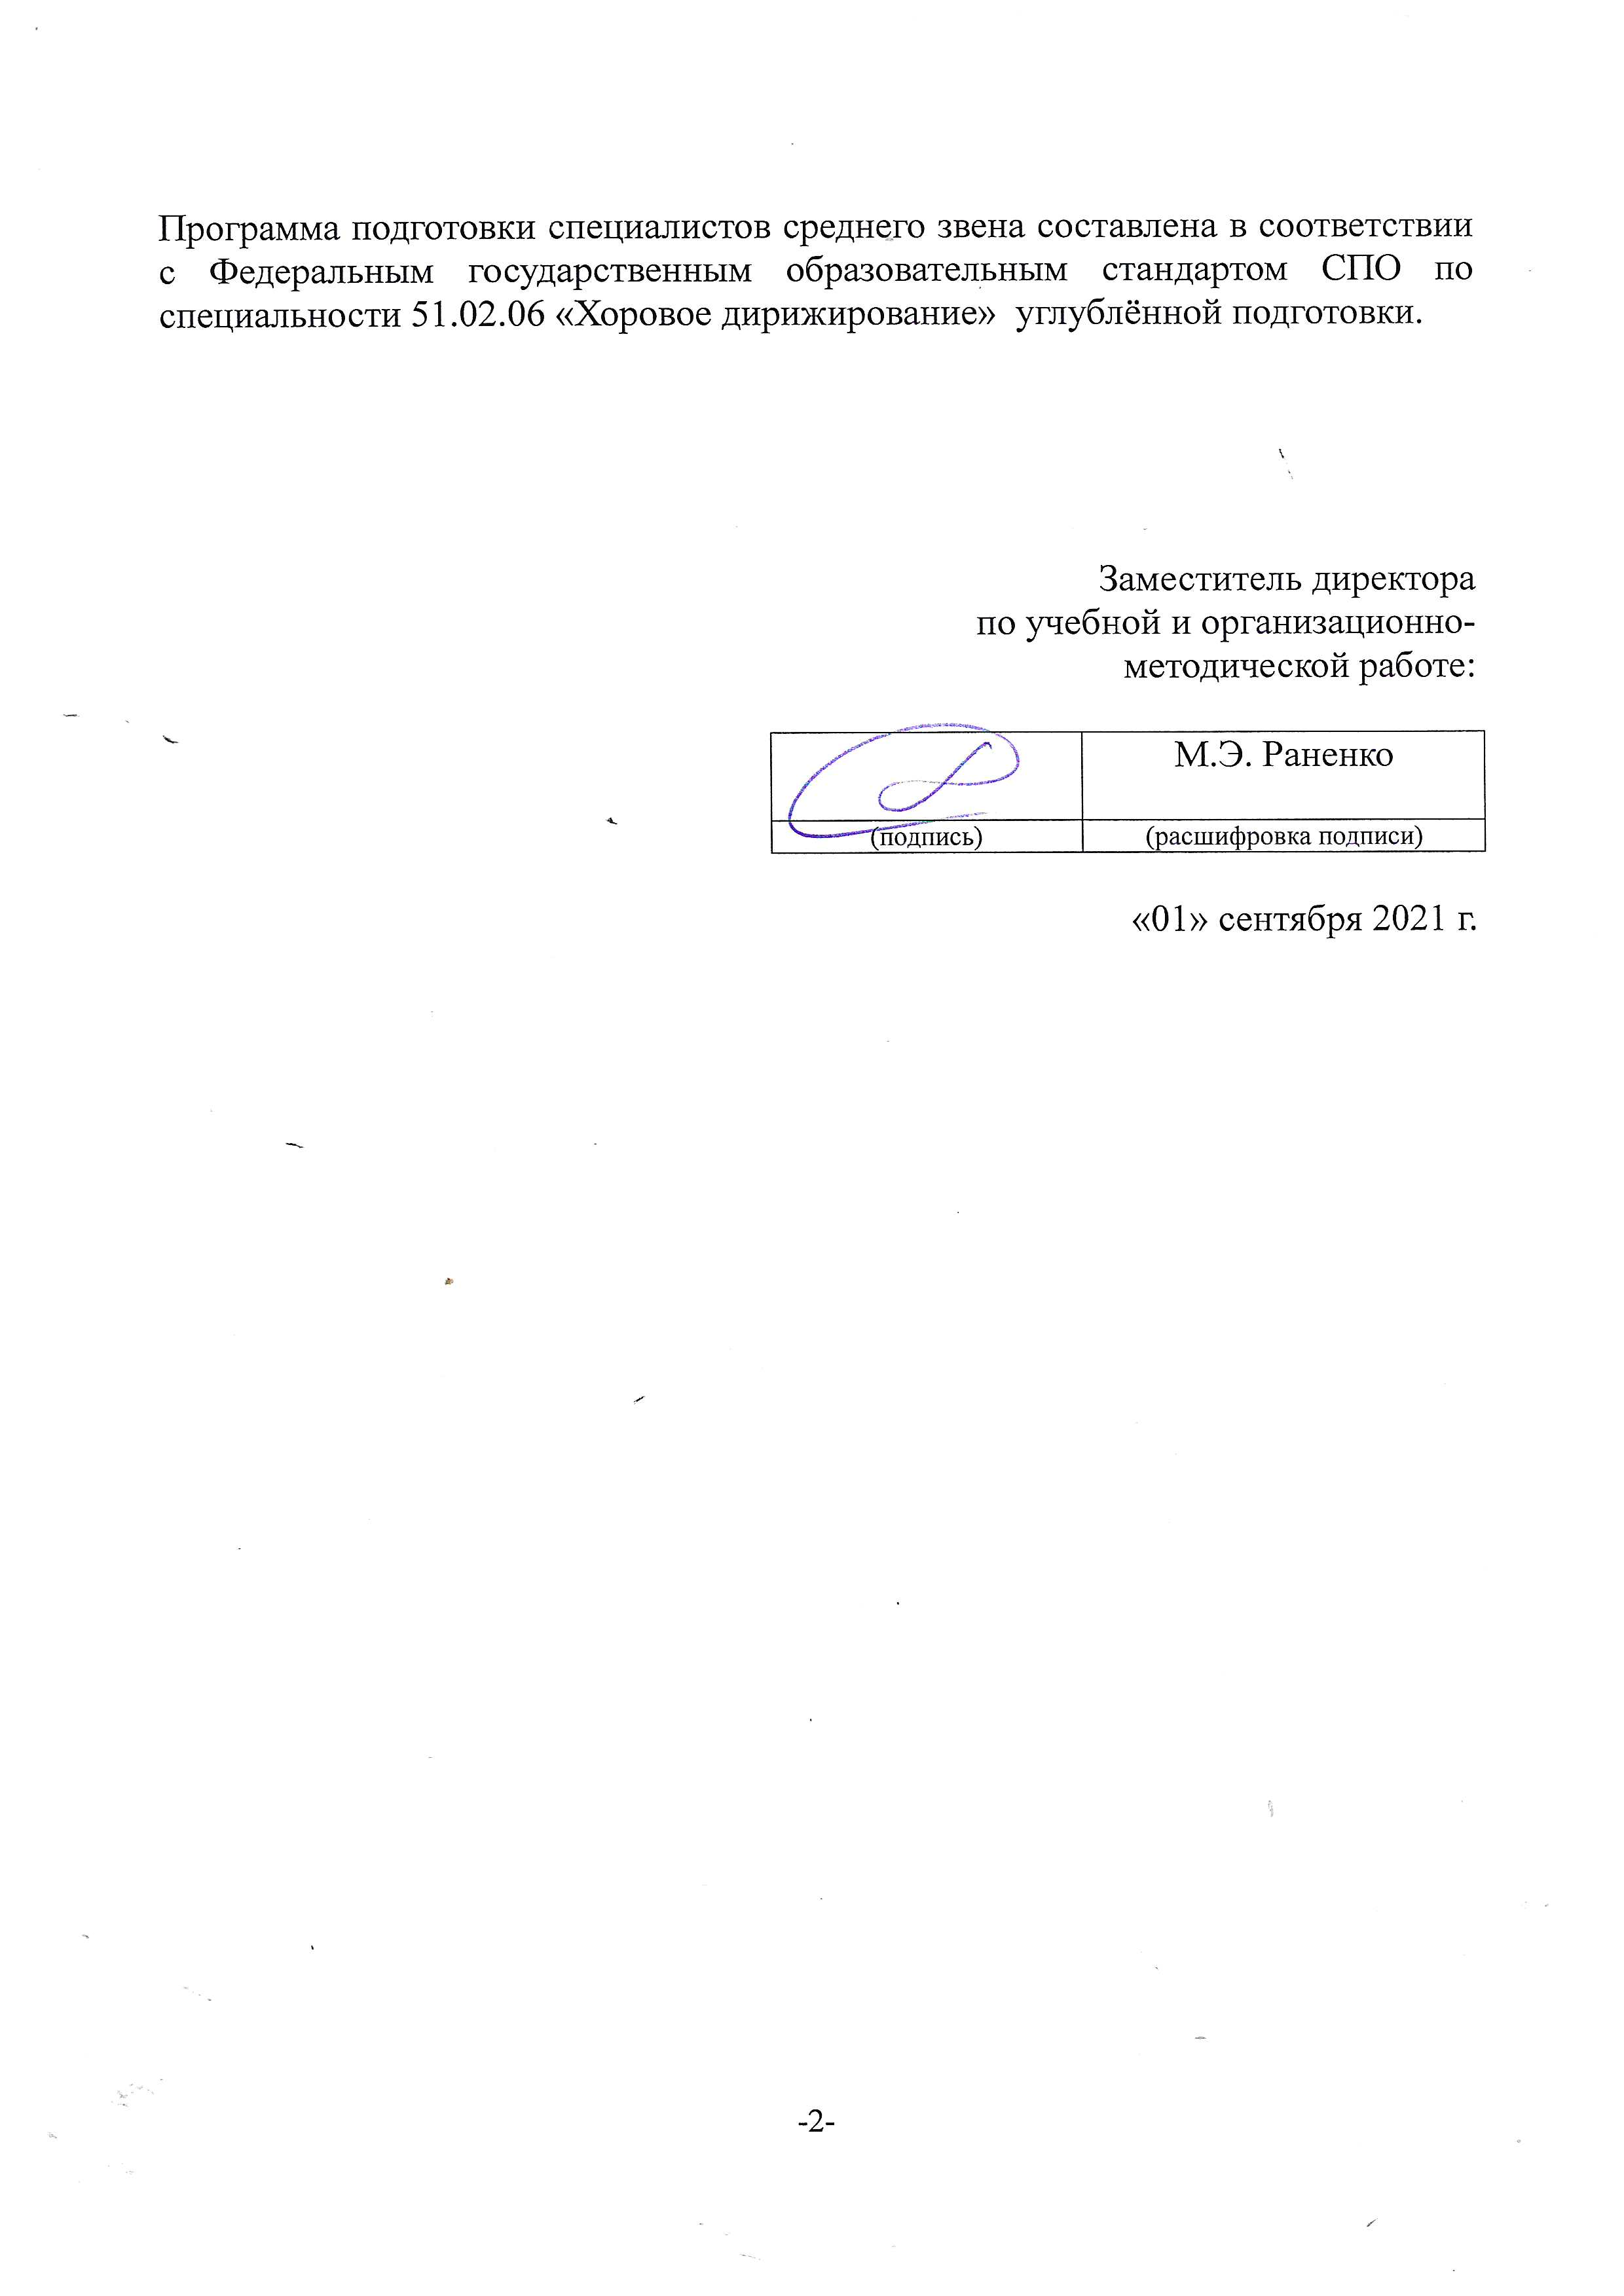 Программа подготовки специалистов среднего звена составлена в соответствии
с Федеральным государственным образовательным стандартом СПО по
специальности 51.02.06 «Хоровое дирижирование» углублённой подготовки.
Заместитель директора
по учебной и организационно-
методической работе:
М.Э. Раненко
(подпись) (расшифровка подписи)
«01» сентября 2021 г.
-2-